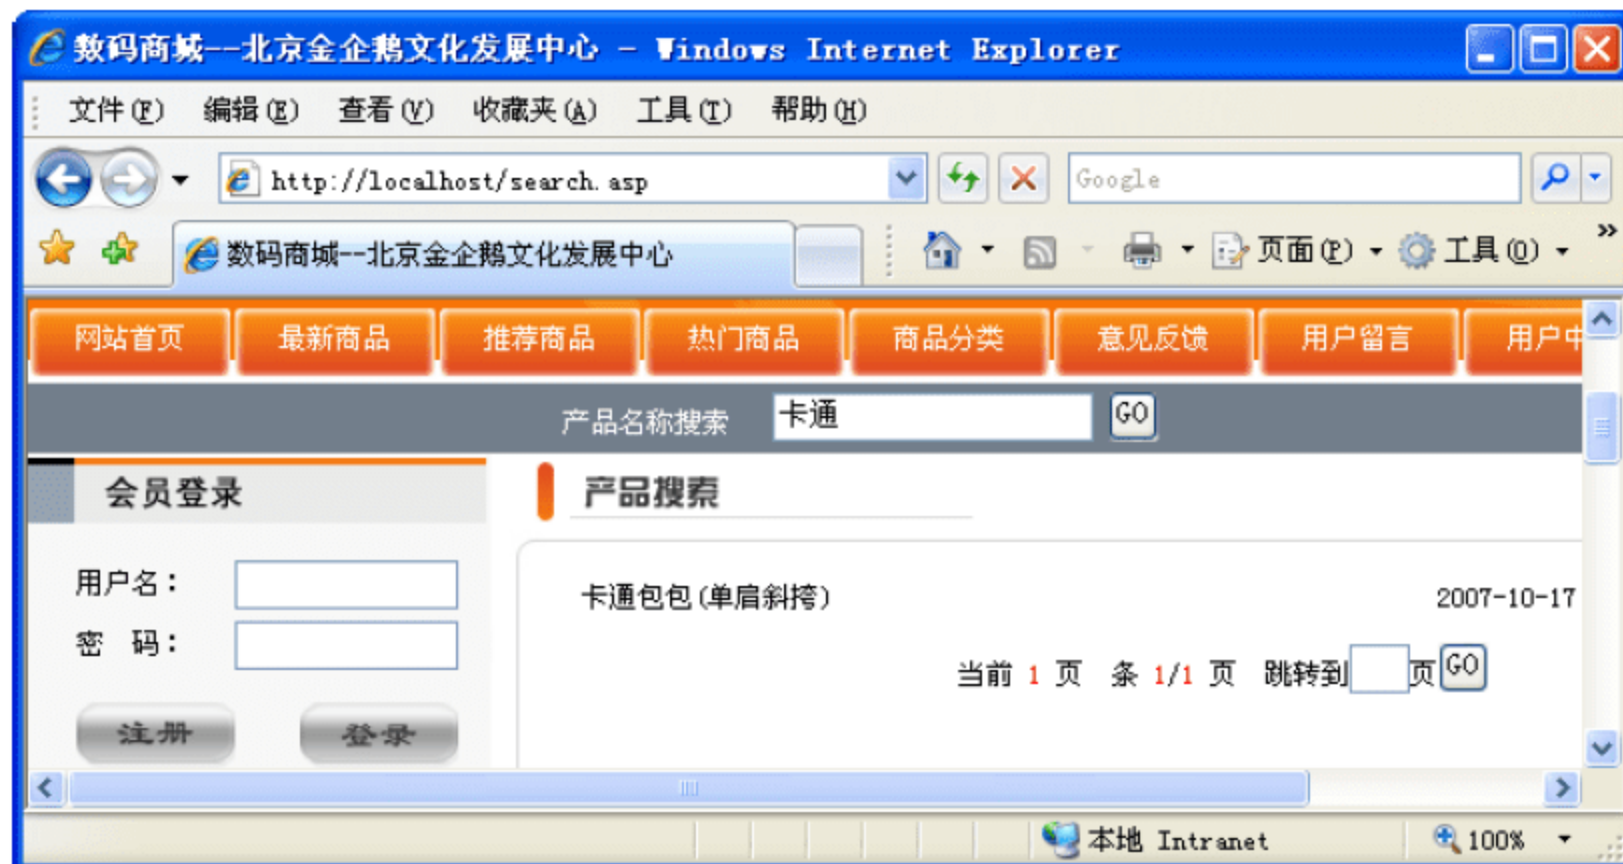 数码商城--北京金企鹅文化发展中心 - Windows Internet Explorer
文件(F) 编辑(E) 查看(V) 收藏夹(A) 工具(T) 帮助(H)
http://localhost/search.asp Google
数码商城--北京金企鹅文化发展中心 页面(P) 工具(O) »
网站首页 最新商品 推荐商品 热门商品 商品分类 意见反馈 用户留言 用户中
产品名称搜索 卡通 GO
会员登录 产品搜索
用户名： 卡通包包(单肩斜挎) 2007-10-17
密 码： 当前 1 页 条 1/1 页 跳转到 页 GO
注册 登录
本地 Intranet 100%